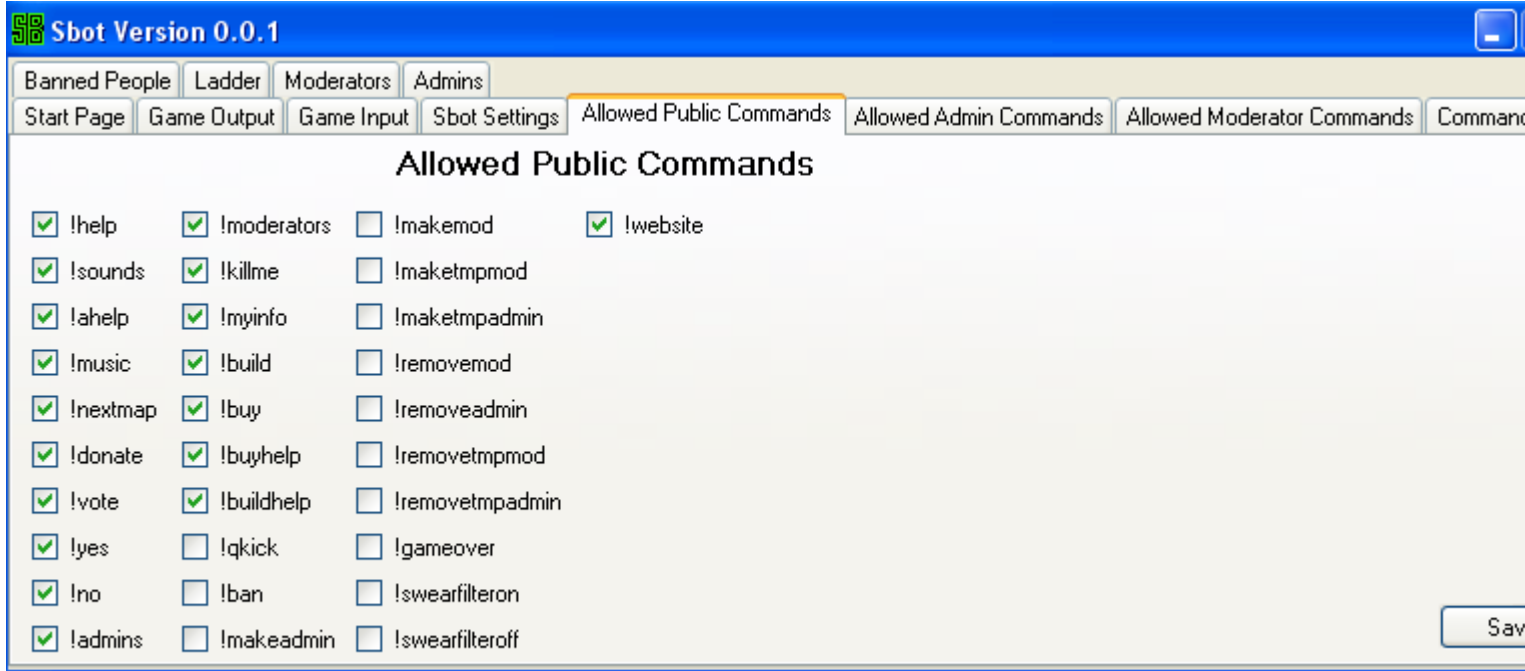 SB Sbot Version 0.0.1
Banned People Ladder Moderators Admins
Start Page Game Output Game Input Sbot Settings Allowed Public Commands Allowed Admin Commands Allowed Moderator Commands Command
Allowed Public Commands
!help !moderators !makemod !website
!sounds !killme !maketmpmod
!ahelp !myinfo !maketmpadmin
!music !build !removemod
!nextmap !buy !removeadmin
!donate !buyhelp !removetmpmod
!vote !buildhelp !removetmpadmin
!yes !qkick !gameover
!no !ban !swearfilteron
!admins !makeadmin !swearfilteroff
Sav